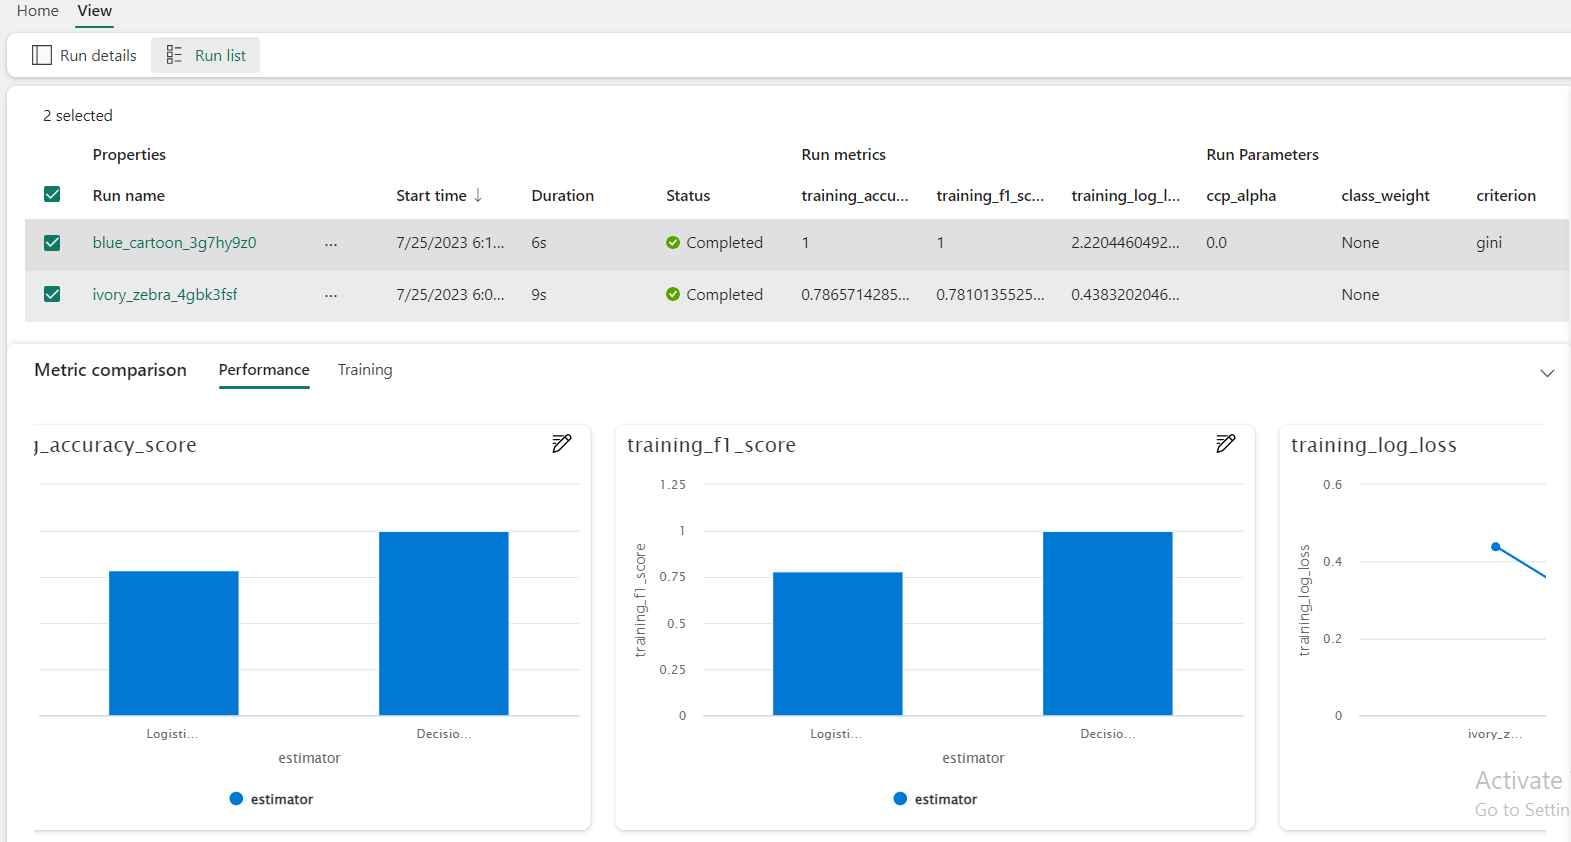 Home View
Run details Run list
2 selected
Properties Run metrics Run Parameters
Run name Start time ↓ Duration Status training_accu... training_f1_sc... training_log_l... ccp_alpha class_weight criterion
blue_cartoon_3g7hy9z0 ... 7/25/2023 6:1... 6s Completed 1 1 2.2204460492... 0.0 None gini
ivory_zebra_4gbk3fsf ... 7/25/2023 6:0... 9s Completed 0.7865714285... 0.7810135525... 0.4383202046... None
Metric comparison Performance Training
g_accuracy_score
Logisti... Decisio...
estimator
estimator
training_f1_score
1.25
1
0.75
0.5
0.25
0
training_f1_score
Logisti... Decisio...
estimator
estimator
training_log_loss
0.6
0.4
0.2
0
training_log_loss
ivory_z...
Activate
Go to Settin